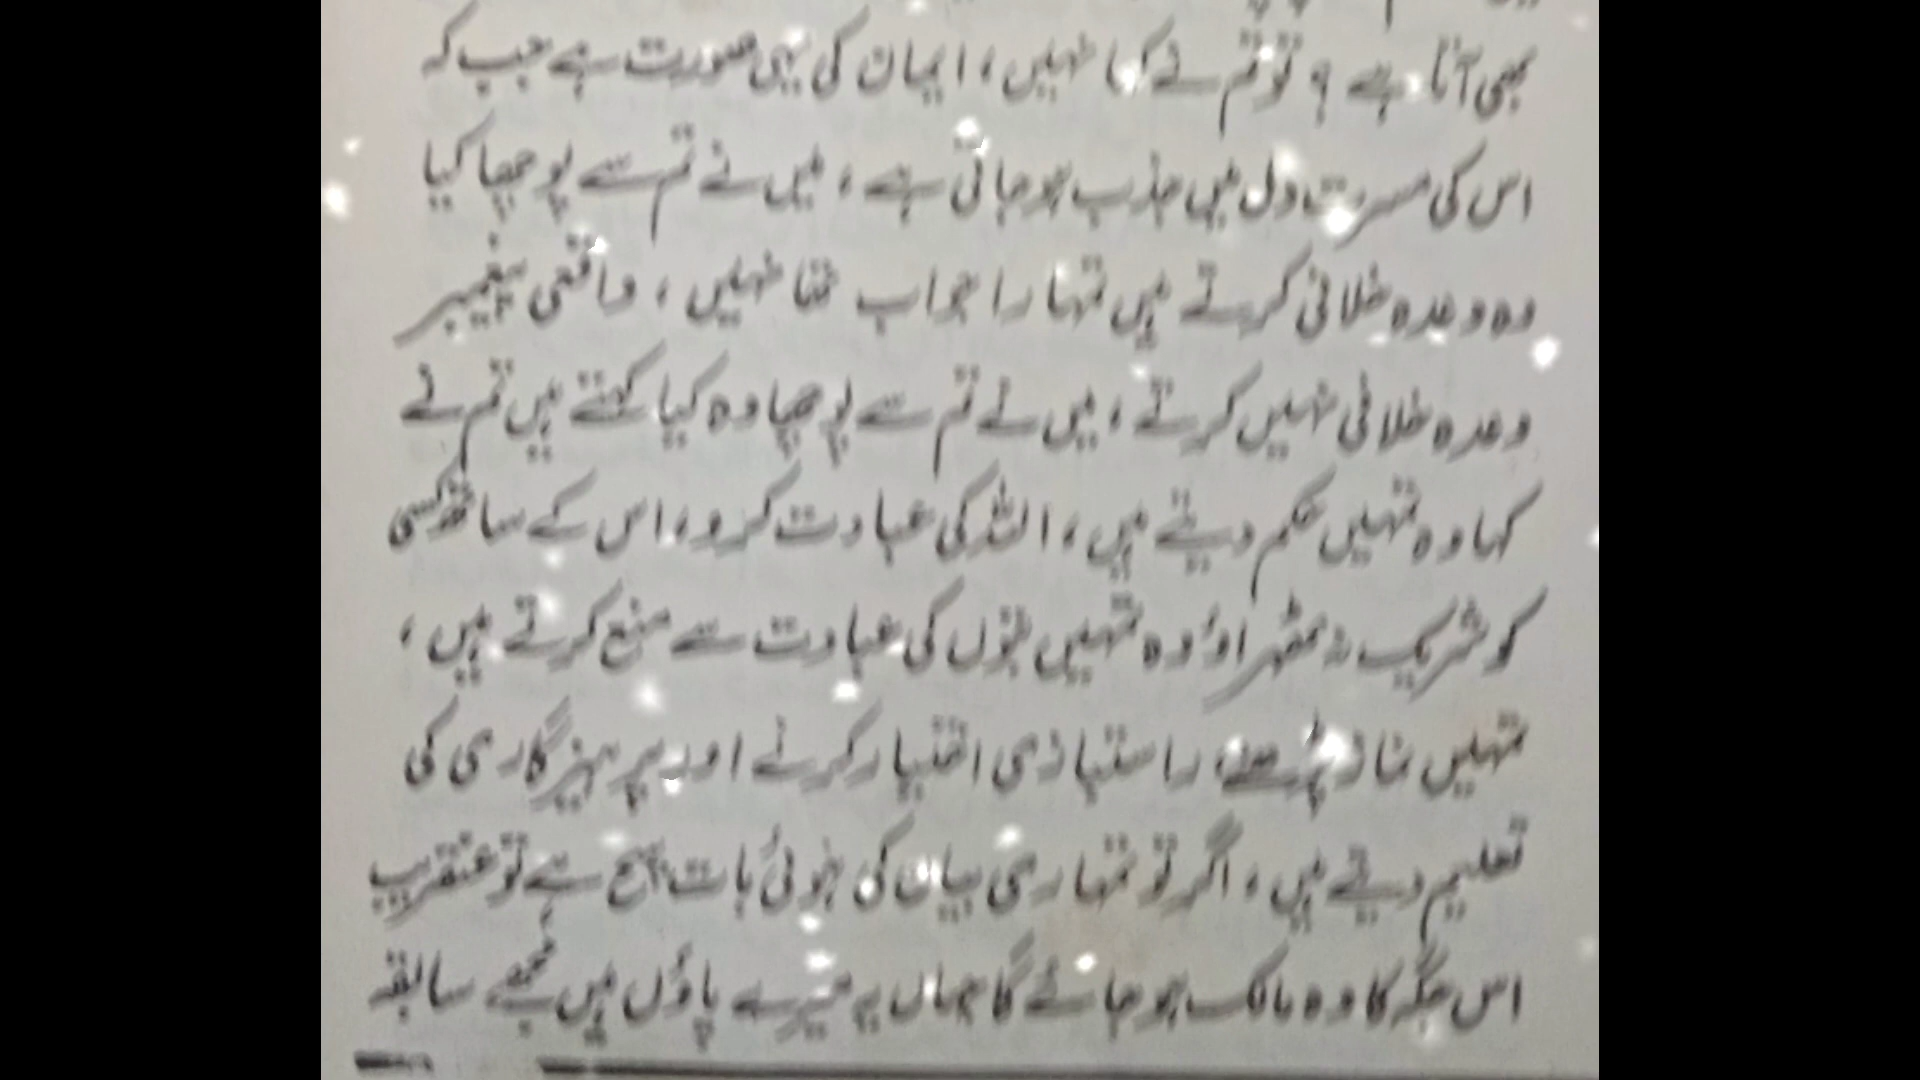 بھی آتا ہے ؟ تو تم نے کہا نہیں ، ایمان کی یہی صورت ہے جب کہ
اس کی مسرت دل میں جذب ہو جاتی ہے ، میں نے تم سے پوچھا کیا
وہ وعدہ خلافی کرتے ہیں تمہارا جواب تھا نہیں ، واقعی پیغمبر
وعدہ خلافی نہیں کرتے ، میں نے تم سے پوچھا وہ کیا کہتے ہیں تم نے
کہا وہ تمہیں حکم دیتے ہیں ، اللہ کی عبادت کرو ، اس کے ساتھ کسی
کو شریک نہ ٹھہراؤ وہ تمہیں بتوں کی عبادت سے منع کرتے ہیں ،
تمہیں نماز پڑھنے ، راستبازی اختیار کرنے اور پرہیزگاری کی
تعلیم دیتے ہیں ، اگر تو تمہاری بیان کی ہوئی بات صحیح ہے تو عنقریب
اس جگہ کا وہ مالک ہو جائے گا جہاں پر میرے پاؤں ہیں مجھے سابقہ